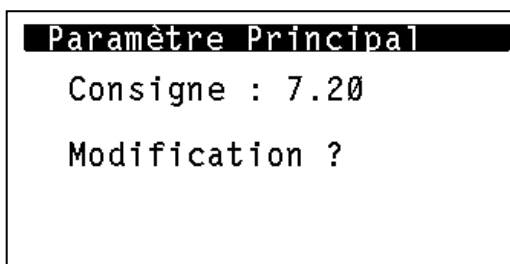 Paramètre Principal
Consigne : 7.20
Modification ?